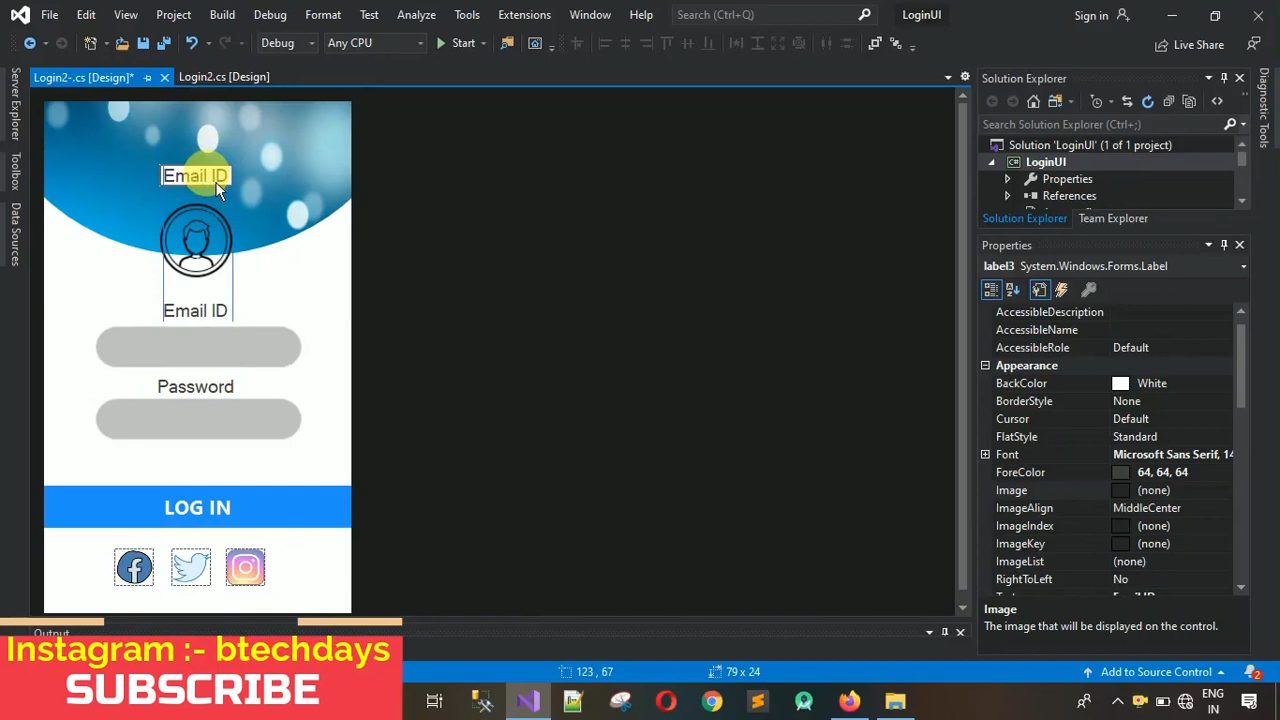 File Edit View Project Build Debug Format Test Analyze Tools Extensions Window Help Search (Ctrl+Q) LoginUI Sign in
Debug Any CPU Start Live Share
Login2-.cs [Design]* Login2.cs [Design]
Server Explorer
Toolbox
Data Sources
Email ID
Email ID
Password
LOG IN
Solution Explorer
Search Solution Explorer (Ctrl+;)
Solution 'LoginUI' (1 of 1 project)
LoginUI
Properties
References
Solution Explorer Team Explorer
Properties
label3 System.Windows.Forms.Label
AccessibleDescription
AccessibleName
AccessibleRole Default
Appearance
BackColor White
BorderStyle None
Cursor Default
FlatStyle Standard
Font Microsoft Sans Serif, 14
ForeColor 64, 64, 64
Image (none)
ImageAlign MiddleCenter
ImageIndex (none)
ImageKey (none)
ImageList (none)
RightToLeft No
Image
The image that will be displayed on the control.
Diagnostic Tools
Output
Instagram :- btechdays
SUBSCRIBE
123 , 67 79 x 24 Add to Source Control 2
ENG
IN